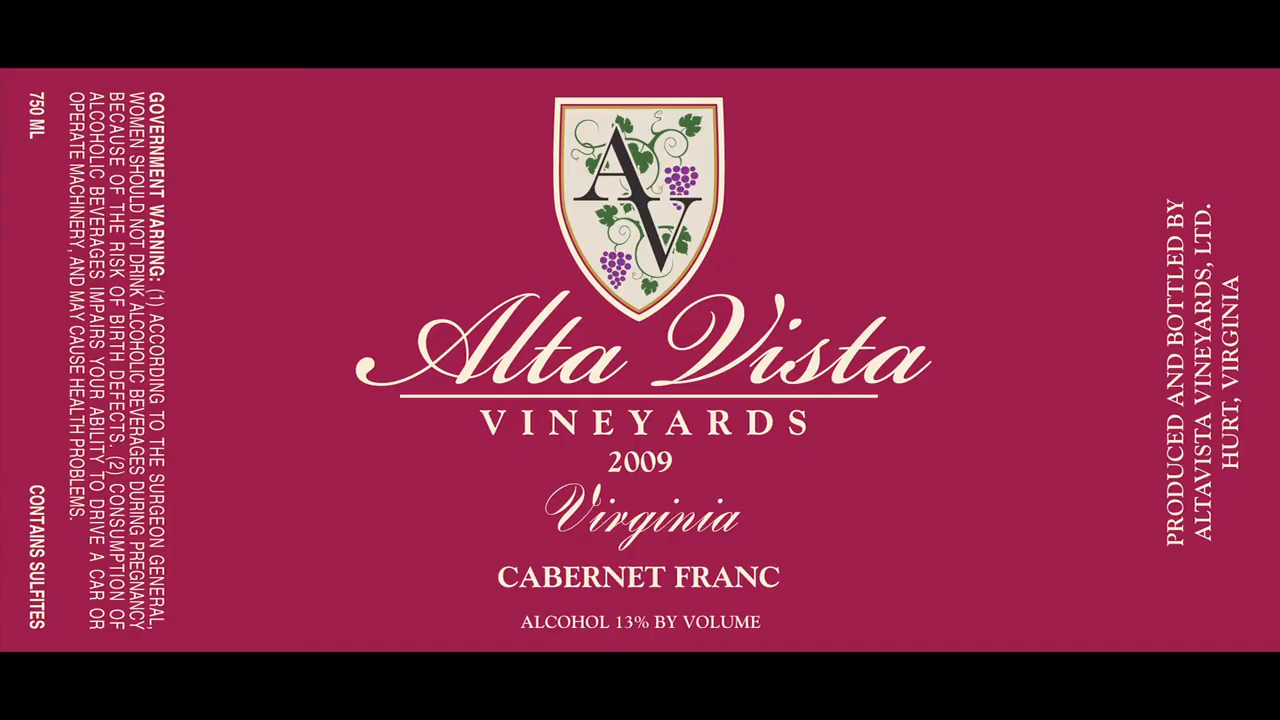 750 ML
CONTAINS SULFITES
GOVERNMENT WARNING: (1) ACCORDING TO THE SURGEON GENERAL,
WOMEN SHOULD NOT DRINK ALCOHOLIC BEVERAGES DURING PREGNANCY
BECAUSE OF THE RISK OF BIRTH DEFECTS. (2) CONSUMPTION OF
ALCOHOLIC BEVERAGES IMPAIRS YOUR ABILITY TO DRIVE A CAR OR
OPERATE MACHINERY, AND MAY CAUSE HEALTH PROBLEMS.
AV
Alta Vista
VINEYARDS
2009
Virginia
CABERNET FRANC
ALCOHOL 13% BY VOLUME
PRODUCED AND BOTTLED BY
ALTAVISTA VINEYARDS, LTD.
HURT, VIRGINIA